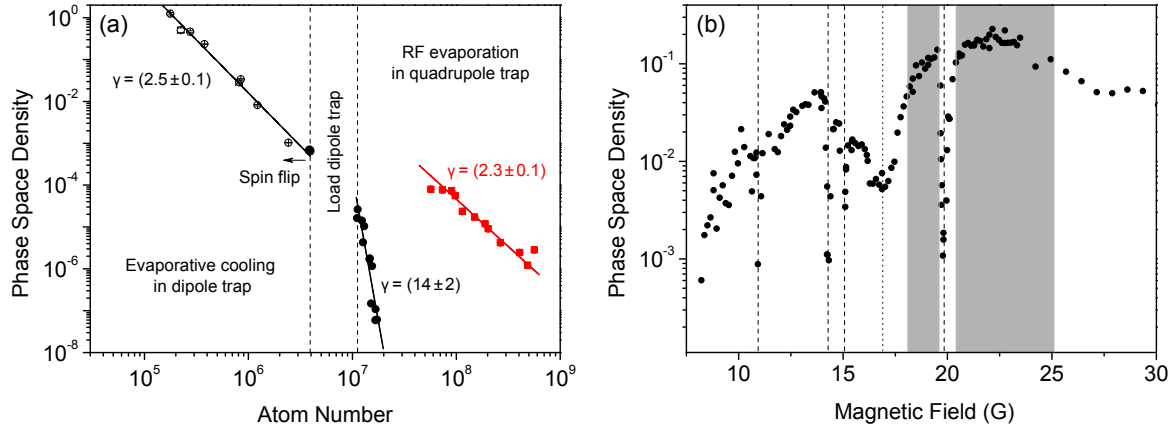 (a)
Phase Space Density
10^0
10^-2
10^-4
10^-6
10^-8
γ = (2.5±0.1)
RF evaporation
in quadrupole trap
Load dipole trap
Spin flip
γ = (2.3±0.1)
Evaporative cooling
in dipole trap
γ = (14±2)
10^5
10^6
10^7
10^8
10^9
Atom Number
(b)
Phase Space Density
10^-1
10^-2
10^-3
10
15
20
25
30
Magnetic Field (G)